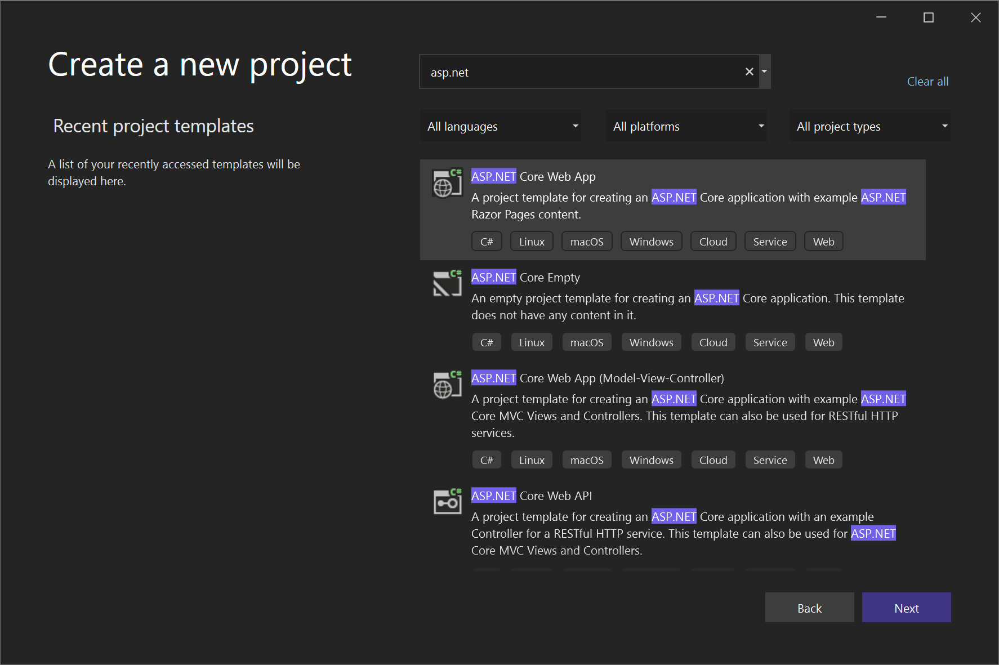 Create a new project
asp.net
Clear all
Recent project templates
All languages
All platforms
All project types
A list of your recently accessed templates will be
displayed here.
C#
ASP.NET Core Web App
A project template for creating an ASP.NET Core application with example ASP.NET
Razor Pages content.
C# Linux macOS Windows Cloud Service Web
C#
ASP.NET Core Empty
An empty project template for creating an ASP.NET Core application. This template
does not have any content in it.
C# Linux macOS Windows Cloud Service Web
C#
ASP.NET Core Web App (Model-View-Controller)
A project template for creating an ASP.NET Core application with example ASP.NET
Core MVC Views and Controllers. This template can also be used for RESTful HTTP
services.
C# Linux macOS Windows Cloud Service Web
C#
ASP.NET Core Web API
A project template for creating an ASP.NET Core application with an example
Controller for a RESTful HTTP service. This template can also be used for ASP.NET
Core MVC Views and Controllers.
Back
Next